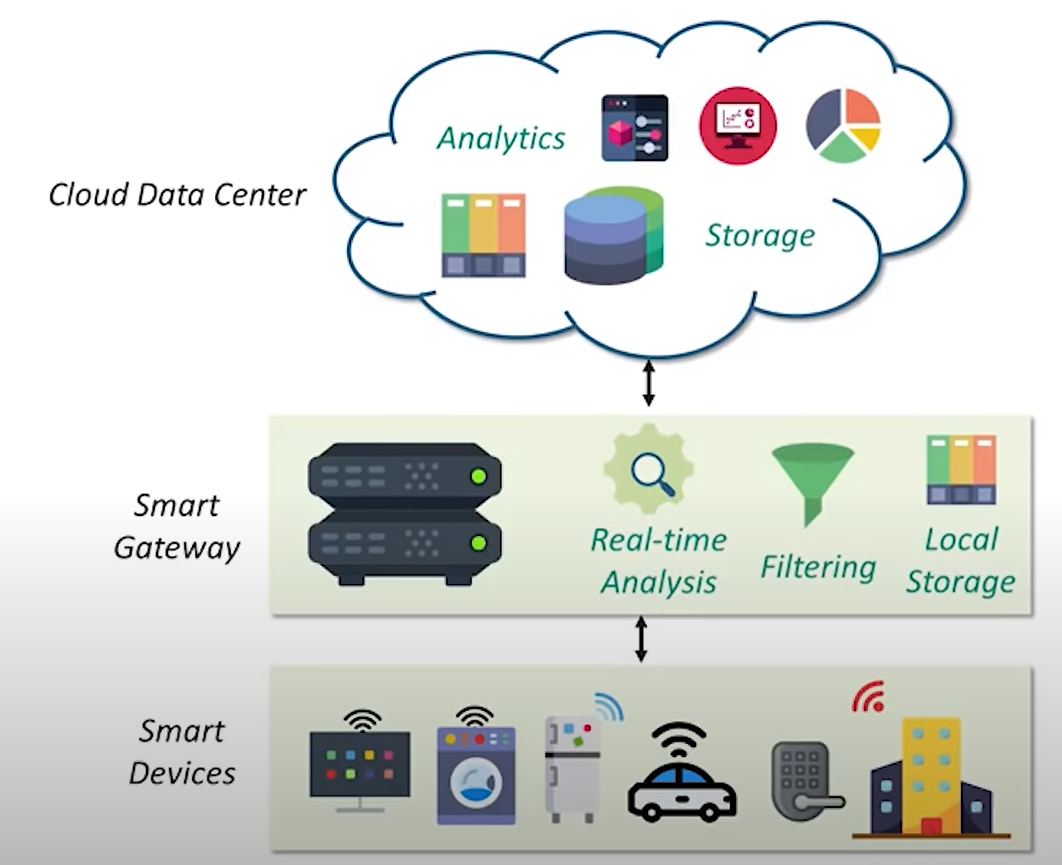 Analytics
Cloud Data Center
Storage
Smart
Gateway
Real-time
Analysis
Filtering
Local
Storage
Smart
Devices